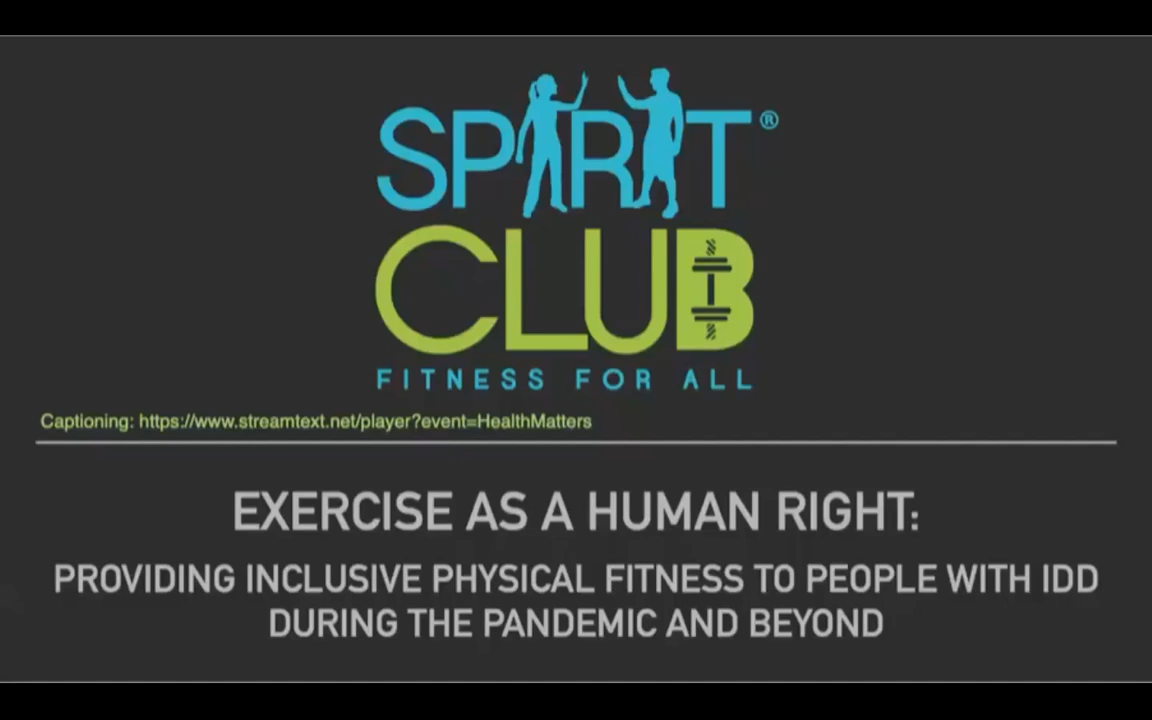 SPIRIT®
CLUB
FITNESS FOR ALL
Captioning: https://www.streamtext.net/player?event=HealthMatters
EXERCISE AS A HUMAN RIGHT:
PROVIDING INCLUSIVE PHYSICAL FITNESS TO PEOPLE WITH IDD
DURING THE PANDEMIC AND BEYOND